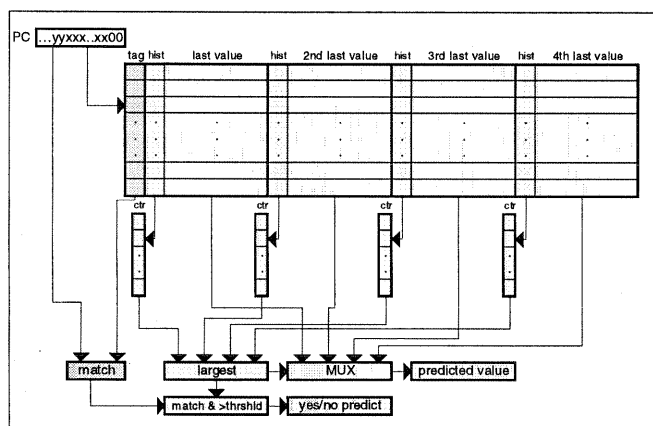 PC ...yyxxx..xx00
tag hist last value hist 2nd last value hist 3rd last value hist 4th last value
ctr ctr ctr ctr
match largest MUX predicted value
match & >thrshld yes/no predict